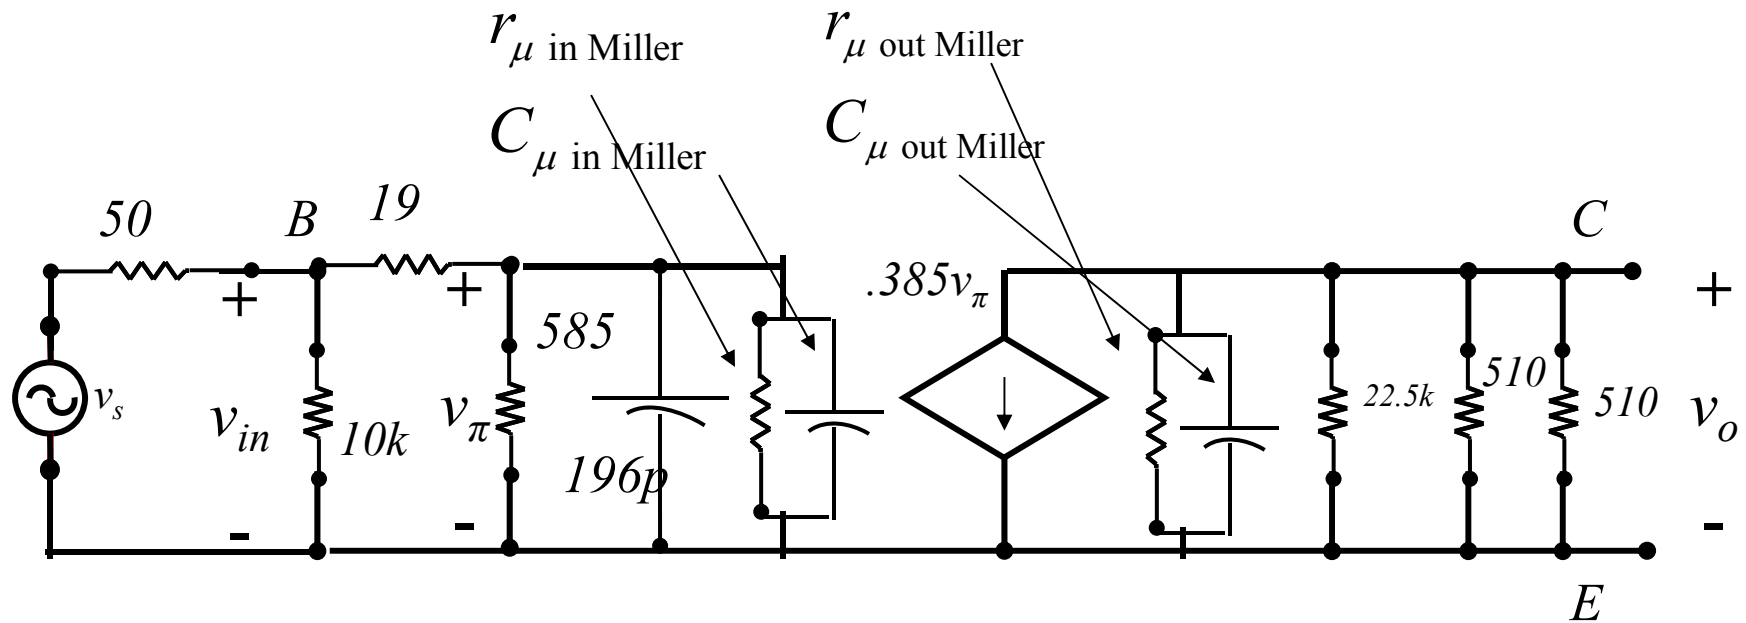 rμ in Miller
rμ out Miller
Cμ in Miller
Cμ out Miller
50
B
19
C
+
+
.385vπ
+
585
vs
vin
10k
vπ
196p
22.5k
510
510
vo
-
-
-
E